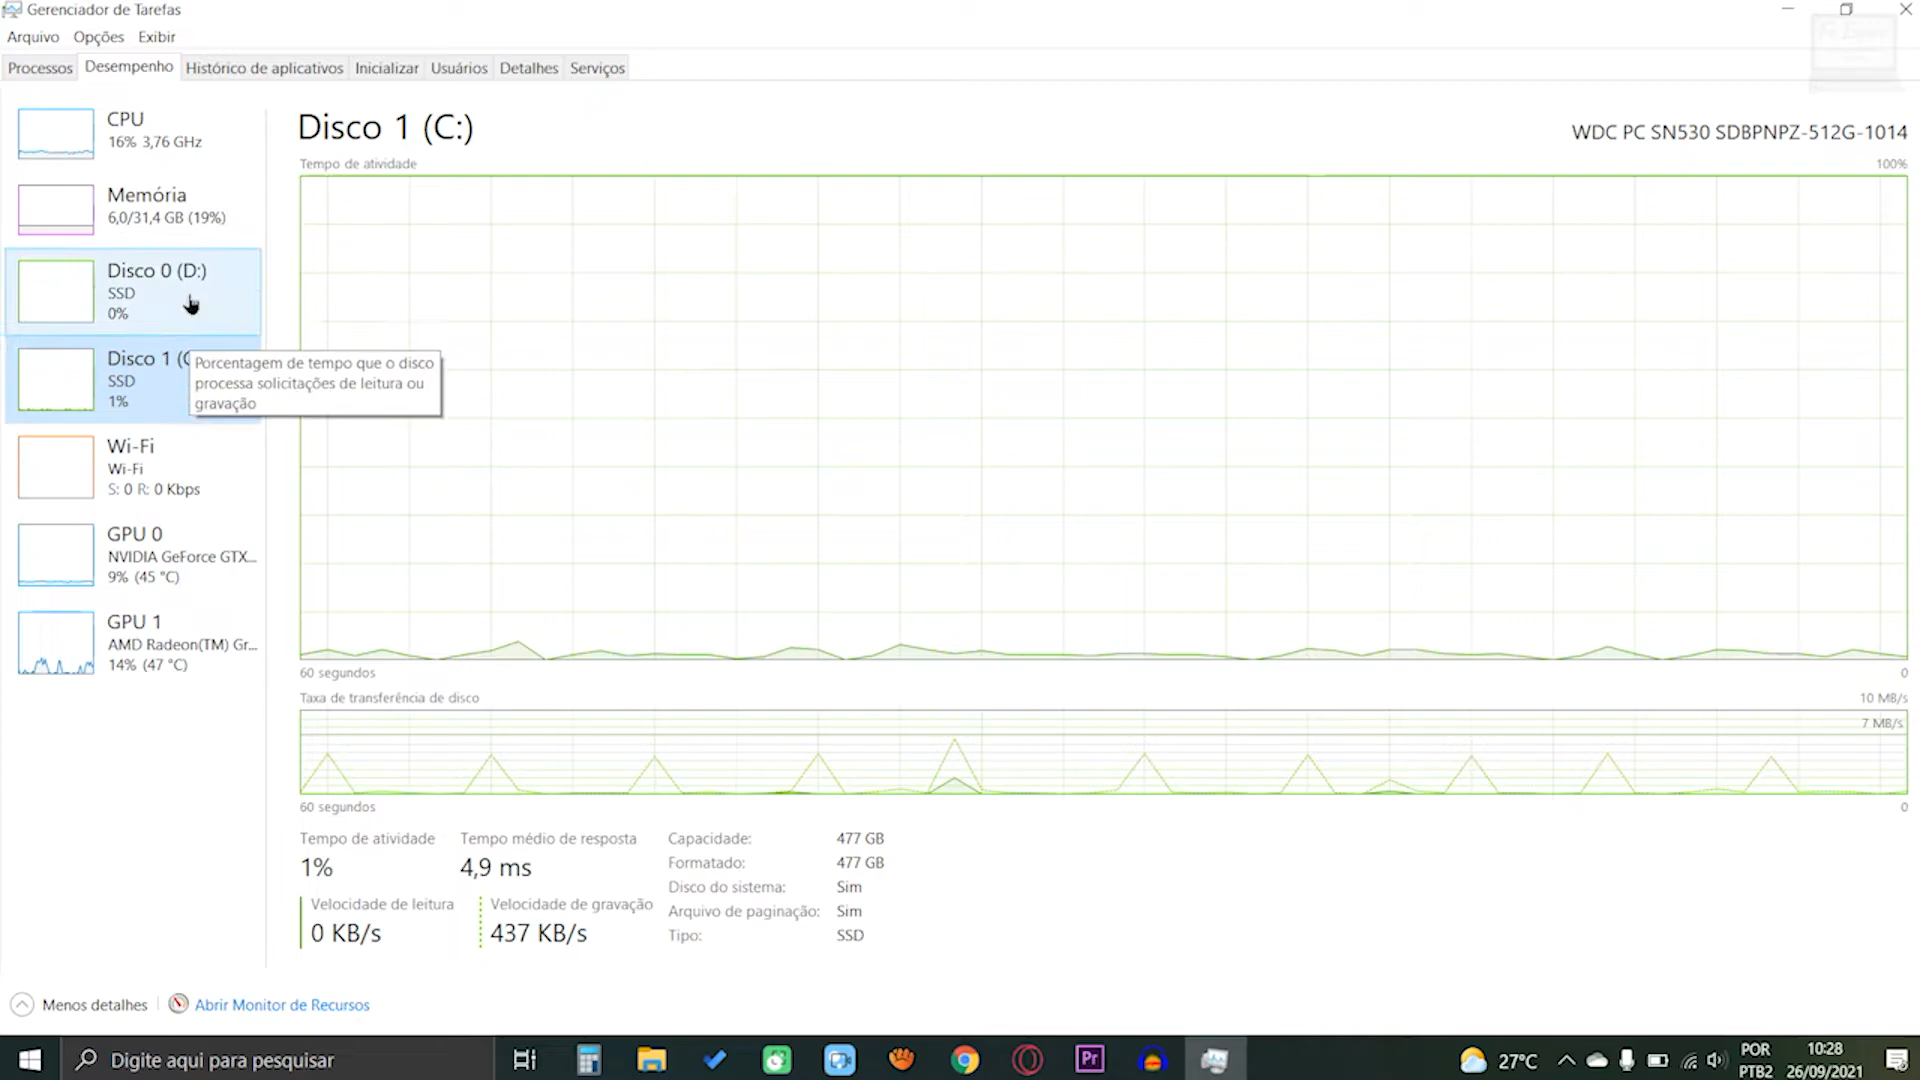 Gerenciador de Tarefas
Arquivo Opções Exibir
Processos Desempenho Histórico de aplicativos Inicializar Usuários Detalhes Serviços
CPU
16% 3,76 GHz
Memória
6,0/31,4 GB (19%)
Disco 0 (D:)
SSD
0%
Disco 1 (C
SSD
1%
Porcentagem de tempo que o disco
processa solicitações de leitura ou
gravação
Wi-Fi
Wi-Fi
S: 0 R: 0 Kbps
GPU 0
NVIDIA GeForce GTX...
9% (45 °C)
GPU 1
AMD Radeon(TM) Gr...
14% (47 °C)
Disco 1 (C:)
WDC PC SN530 SDBPNPZ-512G-1014
Tempo de atividade 100%
60 segundos 0
Taxa de transferência de disco 10 MB/s
7 MB/s
60 segundos 0
Tempo de atividade
1%
Tempo médio de resposta
4,9 ms
Velocidade de leitura
0 KB/s
Velocidade de gravação
437 KB/s
Capacidade: 477 GB
Formatado: 477 GB
Disco do sistema: Sim
Arquivo de paginação: Sim
Tipo: SSD
Menos detalhes Abrir Monitor de Recursos
Digite aqui para pesquisar
Pr
27°C
POR
PTB2
10:28
26/09/2021